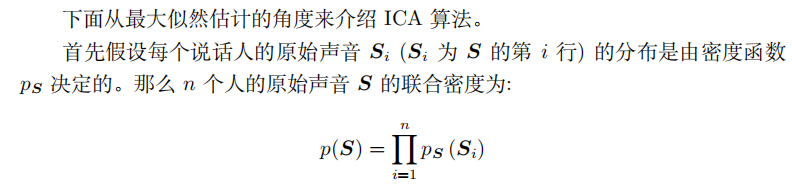 下面从最大似然估计的角度来介绍 ICA 算法。
首先假设每个说话人的原始声音 S_i (S_i 为 S 的第 i 行) 的分布是由密度函数
p_S 决定的。那么 n 个人的原始声音 S 的联合密度为:
p(S) = ∏_{i=1}^{n} p_S (S_i)